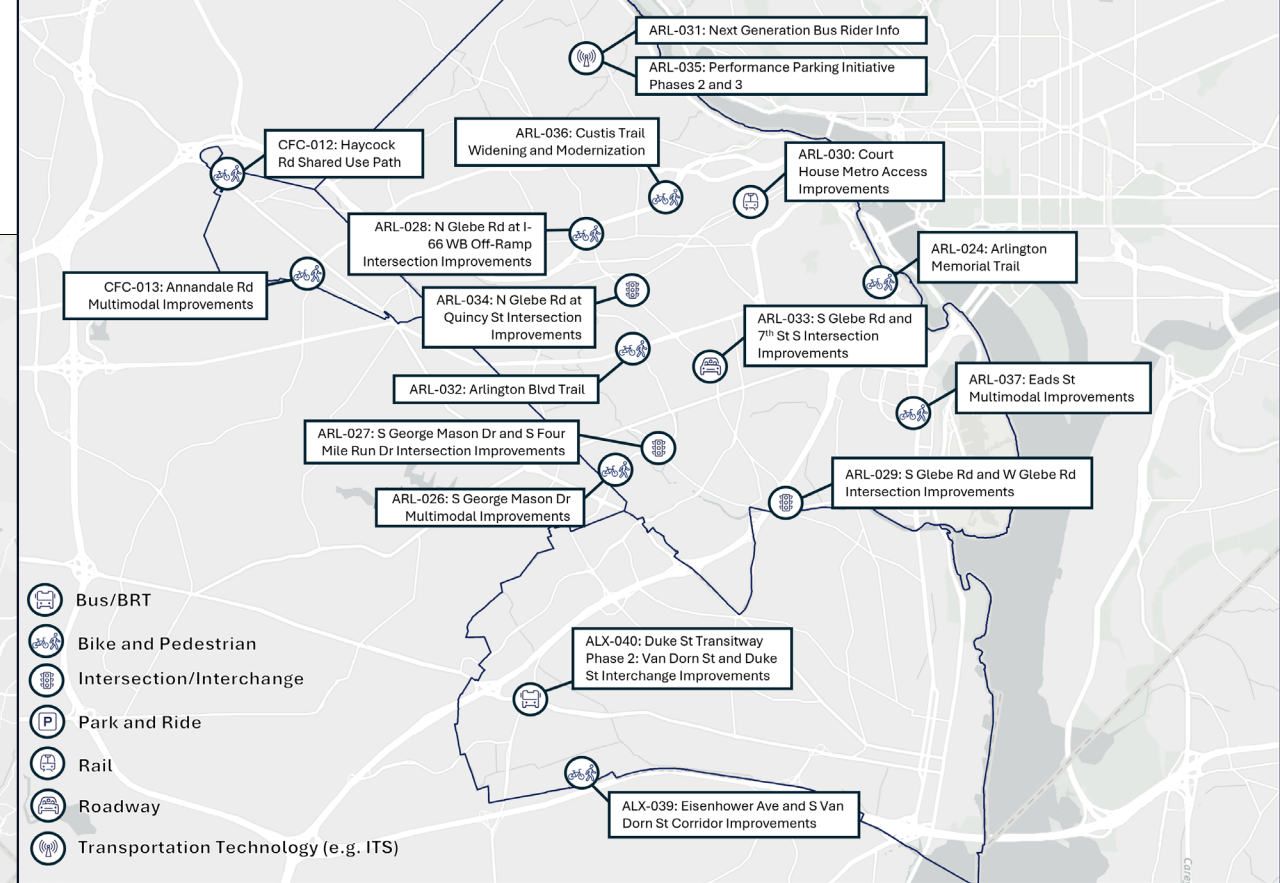 ARL-031: Next Generation Bus Rider Info
ARL-035: Performance Parking Initiative
Phases 2 and 3
ARL-036: Custis Trail
Widening and Modernization
CFC-012: Haycock
Rd Shared Use Path
ARL-030: Court
House Metro Access
Improvements
ARL-028: N Glebe Rd at I-
66 WB Off-Ramp
Intersection Improvements
ARL-024: Arlington
Memorial Trail
CFC-013: Annandale Rd
Multimodal Improvements
ARL-034: N Glebe Rd at
Quincy St Intersection
Improvements
ARL-033: S Glebe Rd and
7th St S Intersection
Improvements
ARL-032: Arlington Blvd Trail
ARL-037: Eads St
Multimodal Improvements
ARL-027: S George Mason Dr and S Four
Mile Run Dr Intersection Improvements
ARL-029: S Glebe Rd and W Glebe Rd
Intersection Improvements
ARL-026: S George Mason Dr
Multimodal Improvements
ALX-040: Duke St Transitway
Phase 2: Van Dorn St and Duke
St Interchange Improvements
ALX-039: Eisenhower Ave and S Van
Dorn St Corridor Improvements
Bus/BRT
Bike and Pedestrian
Intersection/Interchange
P
Park and Ride
Rail
Roadway
Transportation Technology (e.g. ITS)